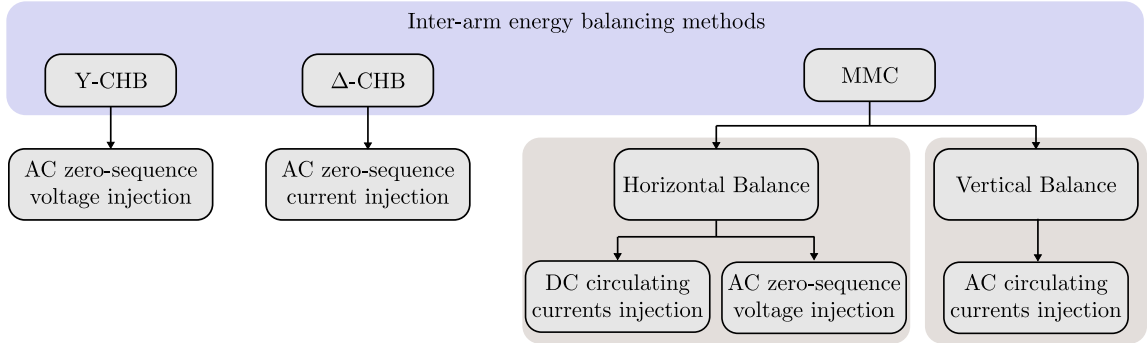 Inter-arm energy balancing methods
Y-CHB
Δ-CHB
MMC
AC zero-sequence
voltage injection
AC zero-sequence
current injection
Horizontal Balance
Vertical Balance
DC circulating
currents injection
AC zero-sequence
voltage injection
AC circulating
currents injection